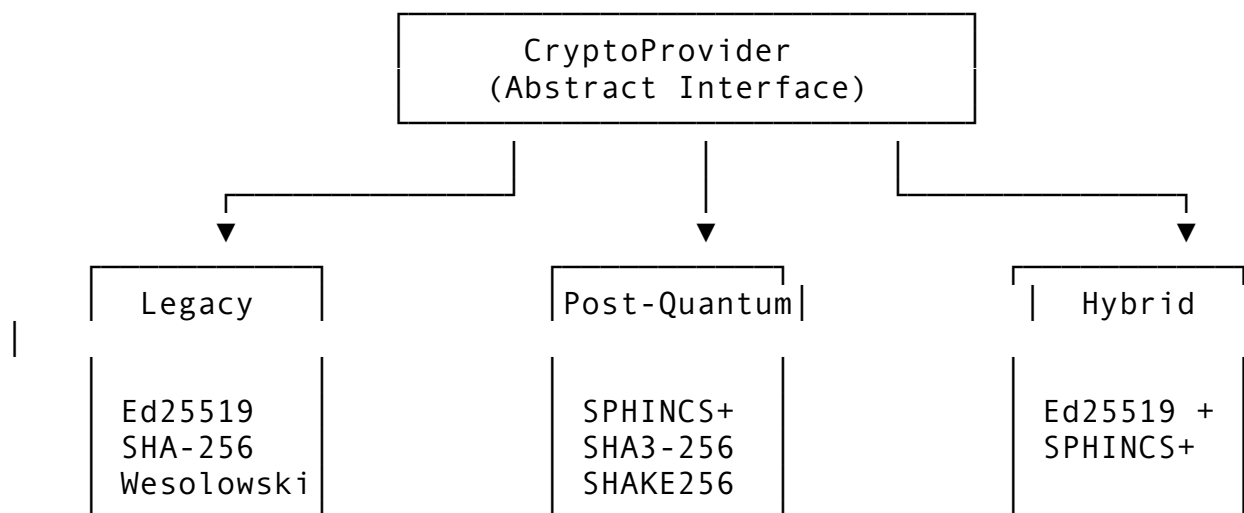 CryptoProvider
(Abstract Interface)
Legacy
Post-Quantum
Hybrid
Ed25519
SHA-256
Wesolowski
SPHINCS+
SHA3-256
SHAKE256
Ed25519 +
SPHINCS+